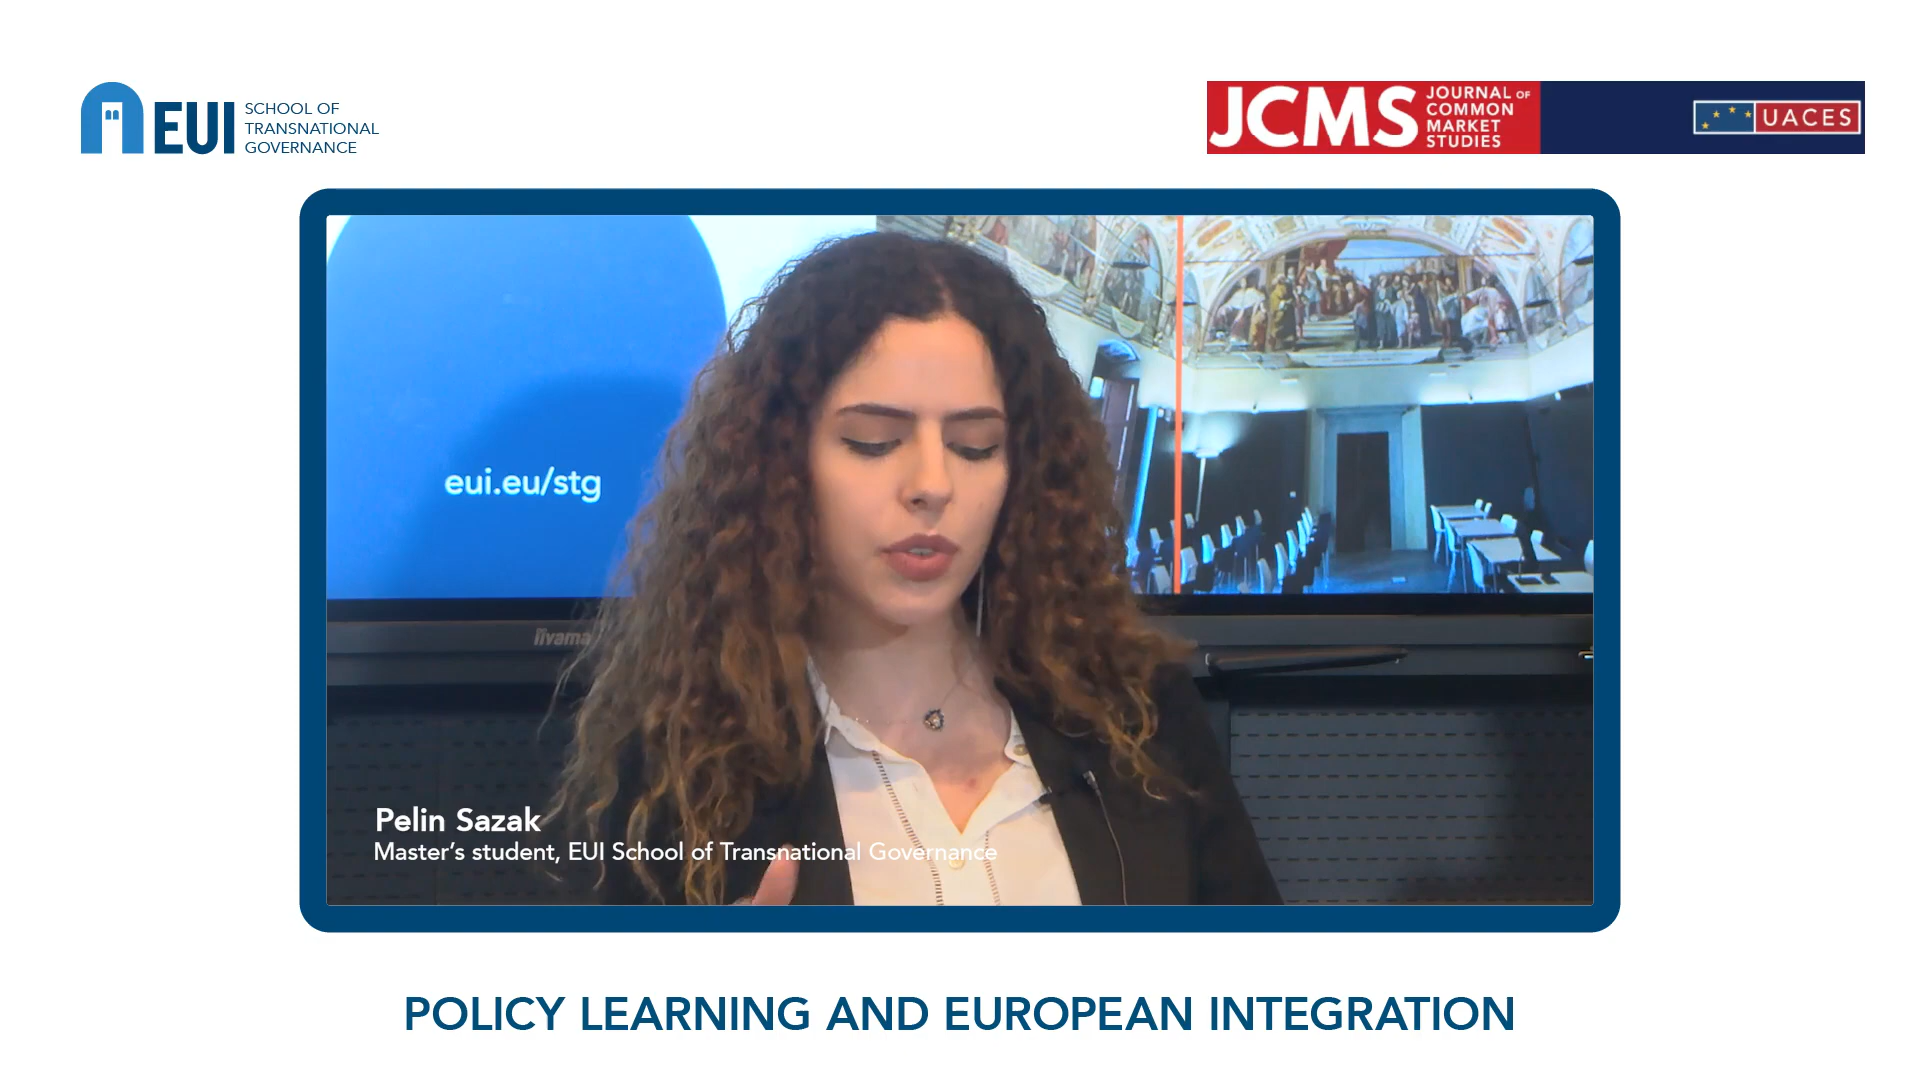 EUI
SCHOOL OF
TRANSNATIONAL
GOVERNANCE
JCMS
JOURNAL OF
COMMON
MARKET
STUDIES
UACES
eui.eu/stg
iiyama
Pelin Sazak
Master's student, EUI School of Transnational Governance
POLICY LEARNING AND EUROPEAN INTEGRATION